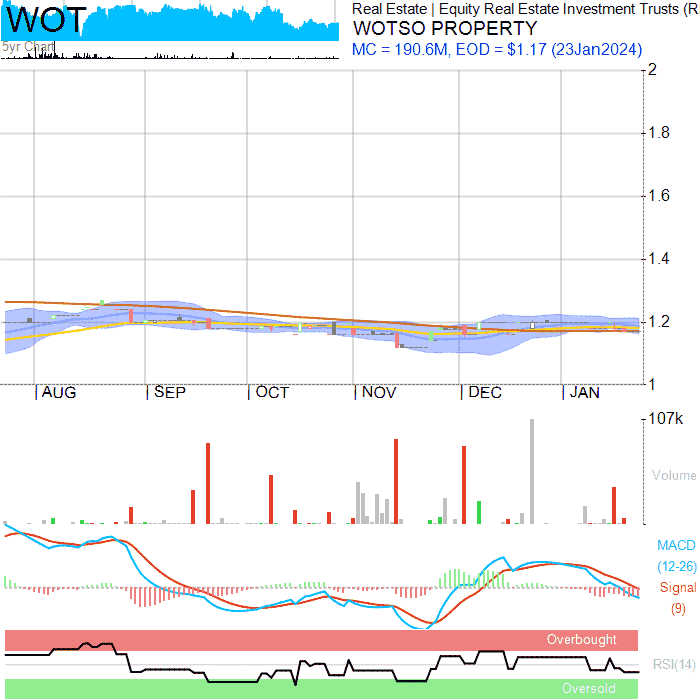 WOT
5yr Chart
Real Estate | Equity Real Estate Investment Trusts (R
WOTSO PROPERTY
MC = 190.6M, EOD = $1.17 (23Jan2024)
2
1.8
1.6
1.4
1.2
1
| AUG | SEP | OCT | NOV | DEC | JAN
107k
Volume
MACD
(12-26)
Signal
(9)
Overbought
RSI(14)
Oversold